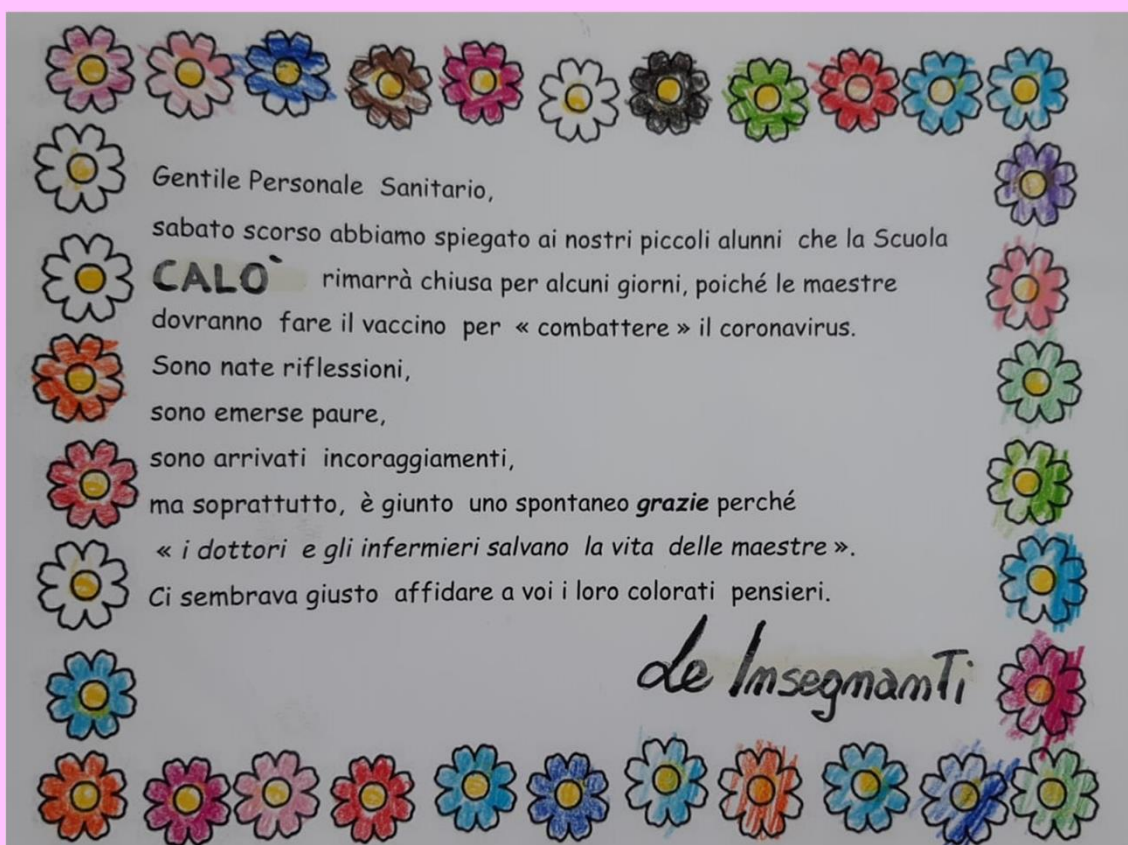 Gentile Personale Sanitario,
sabato scorso abbiamo spiegato ai nostri piccoli alunni che la Scuola
CALO` rimarrà chiusa per alcuni giorni, poiché le maestre
dovranno fare il vaccino per « combattere » il coronavirus.
Sono nate riflessioni,
sono emerse paure,
sono arrivati incoraggiamenti,
ma soprattutto, è giunto uno spontaneo grazie perché
« i dottori e gli infermieri salvano la vita delle maestre ».
Ci sembrava giusto affidare a voi i loro colorati pensieri.
Le Insegnanti